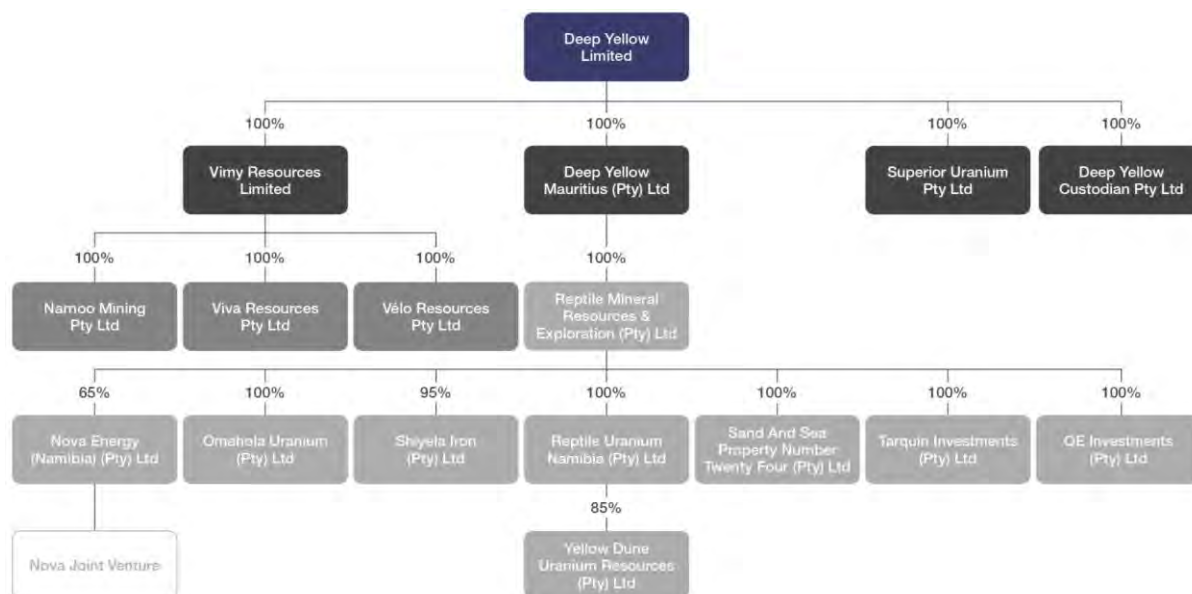 Deep Yellow
Limited
100%
100%
100%
100%
Vimy Resources
Limited
Deep Yellow
Mauritius (Pty) Ltd
Superior Uranium
Pty Ltd
Deep Yellow
Custodian Pty Ltd
100%
100%
100%
100%
Namoo Mining
Pty Ltd
Viva Resources
Pty Ltd
Vélo Resources
Pty Ltd
Reptile Mineral
Resources &
Exploration (Pty) Ltd
65%
100%
95%
100%
100%
100%
100%
Nova Energy
(Namibia) (Pty) Ltd
Omahola Uranium
(Pty) Ltd
Shiyela Iron
(Pty) Ltd
Reptile Uranium
Namibia (Pty) Ltd
Sand And Sea
Property Number
Twenty Four (Pty) Ltd
Tarquin Investments
(Pty) Ltd
QE Investments
(Pty) Ltd
85%
Nova Joint Venture
Yellow Dune
Uranium Resources
(Pty) Ltd